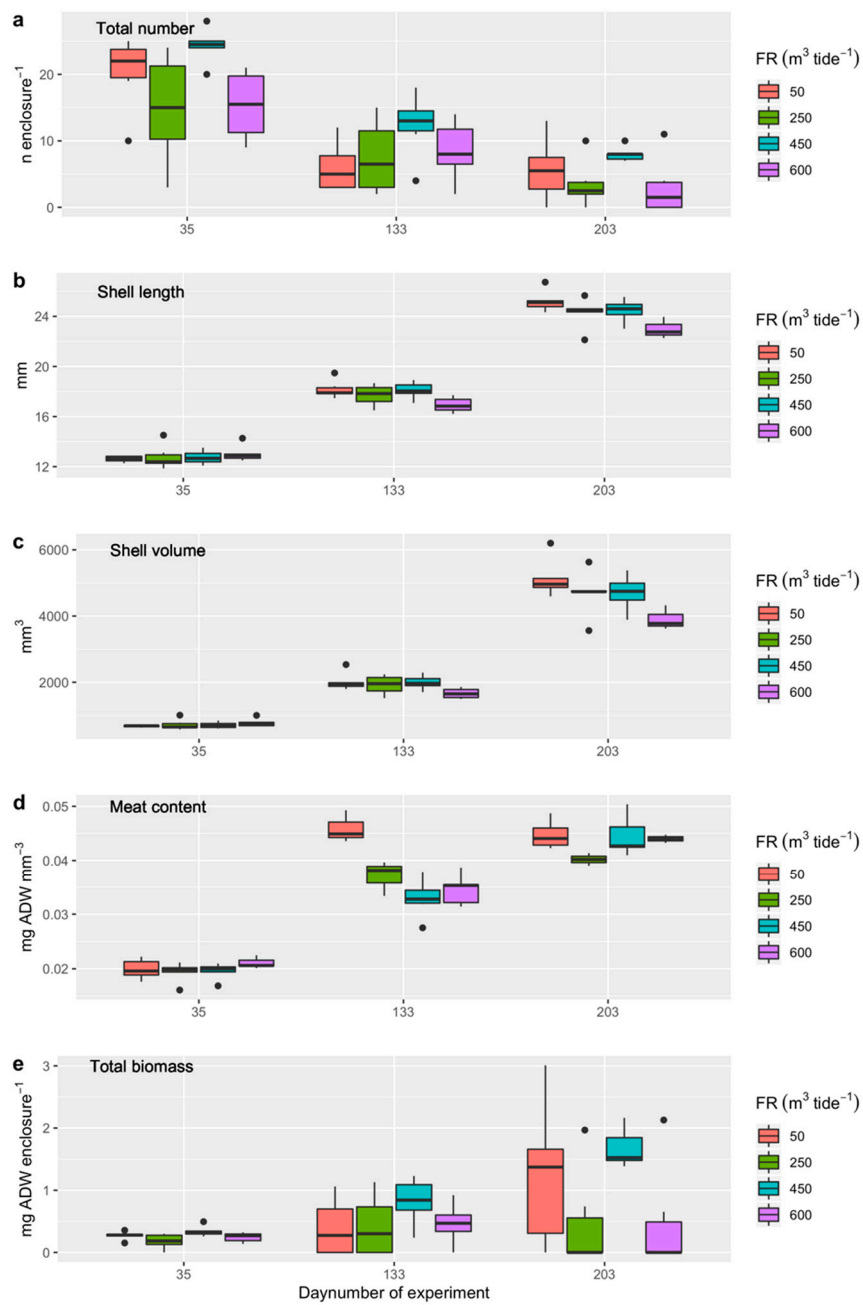 a
Total number
n enclosure⁻¹
20
10
0
35
133
203
FR (m³ tide⁻¹)
50
250
450
600
b
Shell length
mm
24
20
16
12
35
133
203
FR (m³ tide⁻¹)
50
250
450
600
c
Shell volume
mm³
6000
4000
2000
35
133
203
FR (m³ tide⁻¹)
50
250
450
600
d
Meat content
mg ADW mm⁻³
0.05
0.04
0.03
0.02
35
133
203
FR (m³ tide⁻¹)
50
250
450
600
e
Total biomass
mg ADW enclosure⁻¹
3
2
1
0
35
133
203
Daynumber of experiment
FR (m³ tide⁻¹)
50
250
450
600